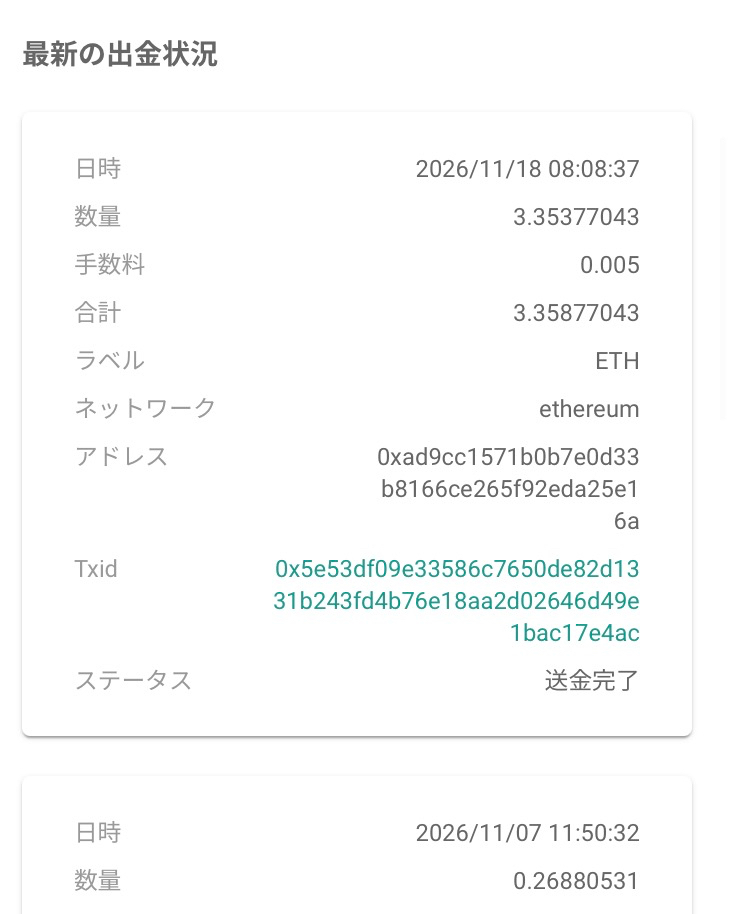 最新の出金状況
日時 2026/11/18 08:08:37
数量 3.35377043
手数料 0.005
合計 3.35877043
ラベル ETH
ネットワーク ethereum
アドレス 0xad9cc1571b0b7e0d33
b8166ce265f92eda25e1
6a
Txid 0x5e53df09e33586c7650de82d13
31b243fd4b76e18aa2d02646d49e
1bac17e4ac
ステータス 送金完了
日時 2026/11/07 11:50:32
数量 0.26880531